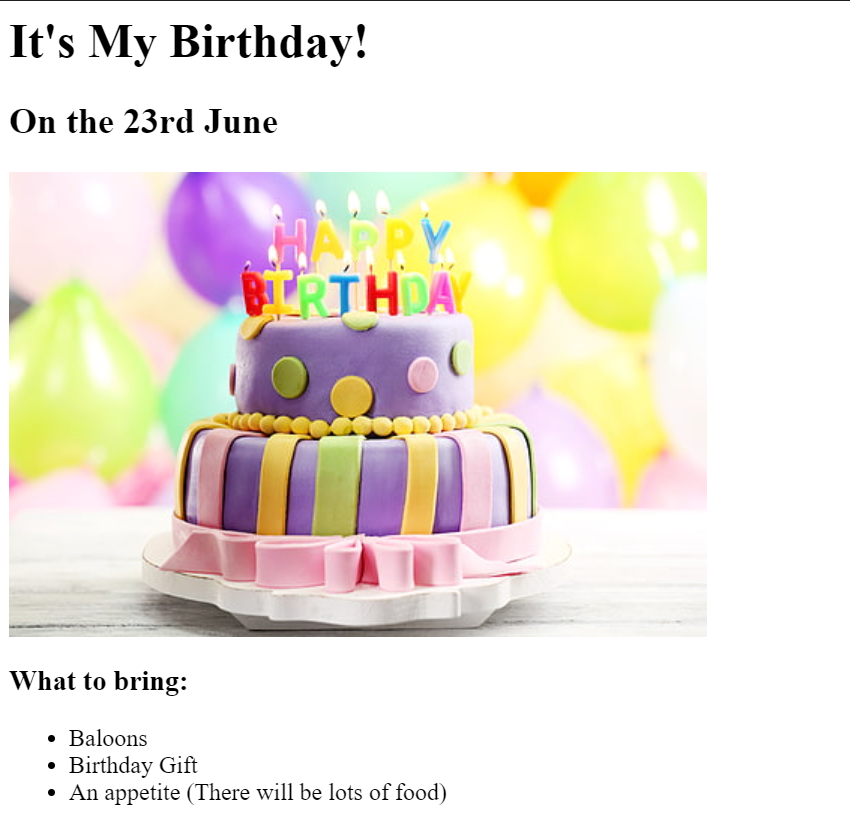 It's My Birthday!
On the 23rd June
HAPPY
BIRTHDAY
What to bring:
Baloons
Birthday Gift
An appetite (There will be lots of food)